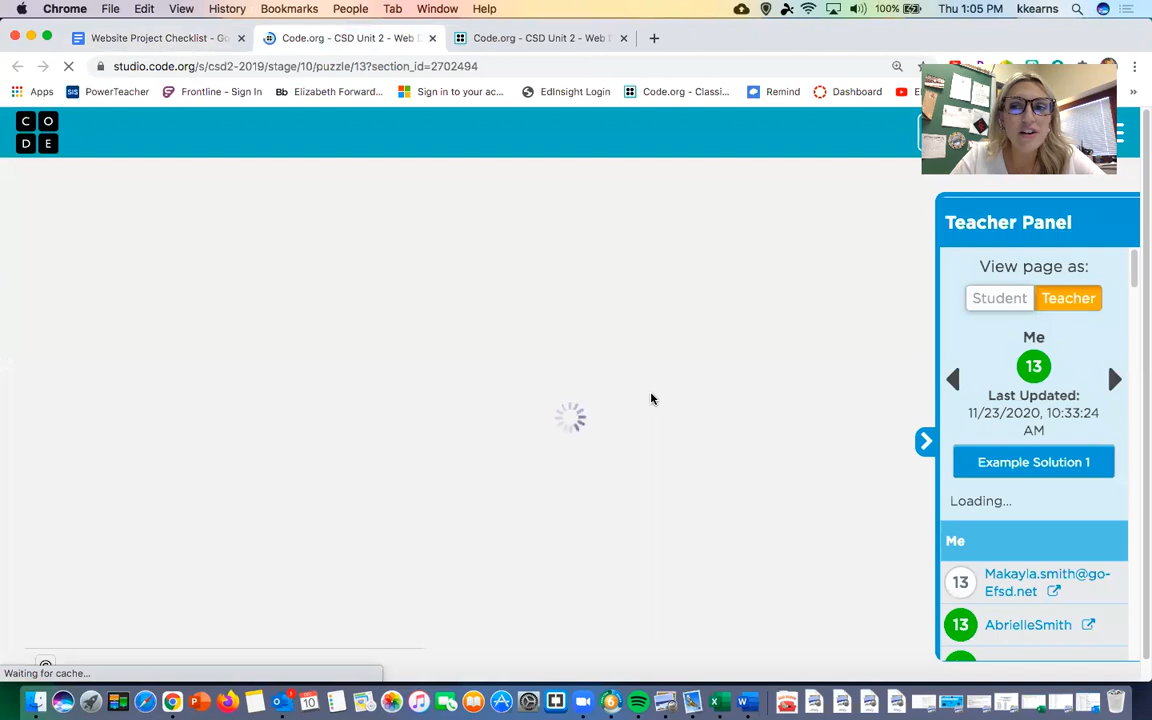 Chrome File Edit View History Bookmarks People Tab Window Help 100% Thu 1:05 PM kkearns
Website Project Checklist - Go Code.org - CSD Unit 2 - Web D Code.org - CSD Unit 2 - Web D
studio.code.org/s/csd2-2019/stage/10/puzzle/13?section_id=2702494
Apps PowerTeacher Frontline - Sign In Elizabeth Forward... Sign in to your ac... EdInsight Login Code.org - Classi... Remind Dashboard
C O
D E
Teacher Panel
View page as:
Student Teacher
Me
13
Last Updated:
11/23/2020, 10:33:24
AM
Example Solution 1
Loading...
Me
13 Makayla.smith@go-
Efsd.net
13 AbrielleSmith
Waiting for cache...